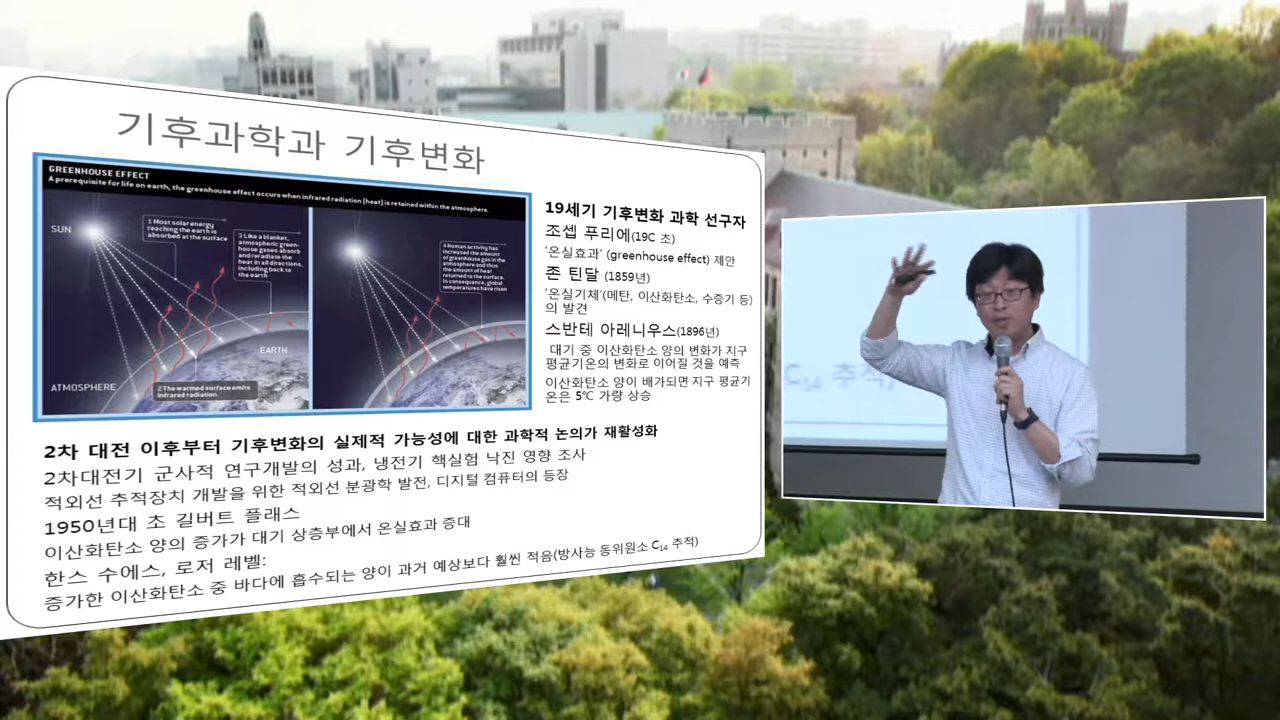 기후과학과 기후변화
GREENHOUSE EFFECT
A prerequisite for life on earth, the greenhouse effect occurs when infrared radiation (heat) is retained within the atmosphere.
SUN
1 Most solar energy
reaching the earth is
absorbed at the surface
3 Like a blanket,
atmospheric green-
house gases absorb
and reradiate the
heat in all directions,
including back to
the earth
EARTH
ATMOSPHERE
2 The warmed surface emits
infrared radiation
4 Human activity has
increased the amount
of greenhouse gas in the
atmosphere and thus
the amount of heat
returned to the surface.
In consequence, global
temperatures have risen
19세기 기후변화 과학 선구자
조셉 푸리에(19C 초)
‘온실효과’ (greenhouse effect) 제안
존 틴달 (1859년)
‘온실기체’(메탄, 이산화탄소, 수증기 등)
의 발견
스반테 아레니우스(1896년)
대기 중 이산화탄소 양의 변화가 지구
평균기온의 변화로 이어질 것을 예측
이산화탄소 양이 배가되면 지구 평균기
온은 5℃ 가량 상승
2차 대전 이후부터 기후변화의 실제적 가능성에 대한 과학적 논의가 재활성화
2차대전기 군사적 연구개발의 성과, 냉전기 핵실험 낙진 영향 조사
적외선 추적장치 개발을 위한 적외선 분광학 발전, 디지털 컴퓨터의 등장
1950년대 초 길버트 플래스
이산화탄소 양의 증가가 대기 상층부에서 온실효과 증대
한스 수에스, 로저 레벨:
증가한 이산화탄소 중 바다에 흡수되는 양이 과거 예상보다 훨씬 적음(방사능 동위원소 C₁₄ 추적)
C₁₄ 추적